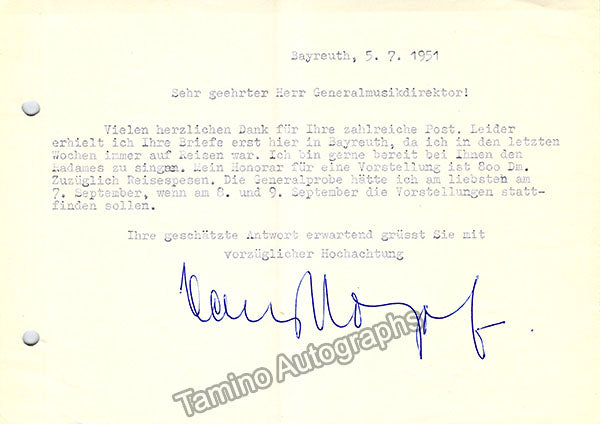 Bayreuth, 5. 7. 1951
Sehr geehrter Herr Generalmusikdirektor!
Vielen herzlichen Dank für Ihre zahlreiche Post. Leider
erhielt ich Ihre Briefe erst hier in Bayreuth, da ich in den letzten
Wochen immer auf Reisen war. Ich bin gerne bereit bei Ihnen den
Radames zu singen. Mein Honorar für eine Vorstellung ist 800 Dm.
Zuzüglich Reisespesen. Die Generalprobe hätte ich am liebsten am
7. September, wenn am 8. und 9. September die Vorstellungen statt-
finden sollen.
Ihre geschätzte Antwort erwartend grüsst Sie mit
vorzüglicher Hochachtung
Tamino Autographs